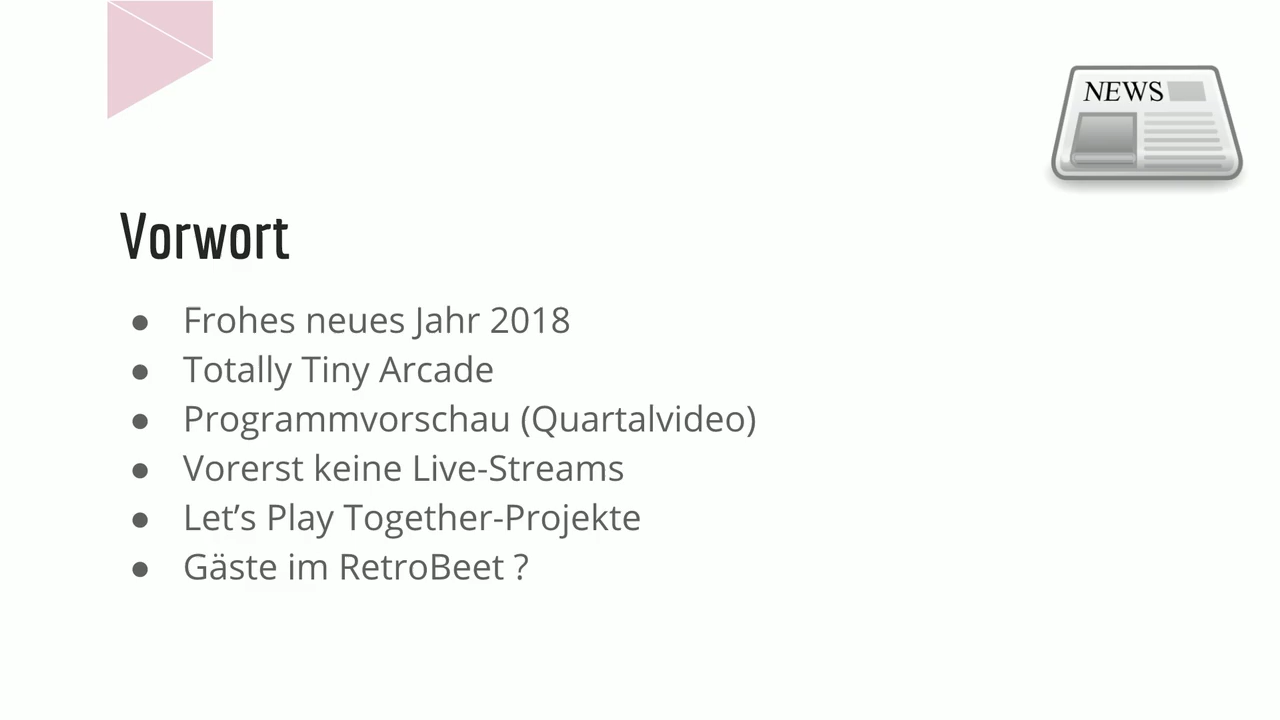 NEWS
Vorwort
● Frohes neues Jahr 2018
● Totally Tiny Arcade
● Programmvorschau (Quartalvideo)
● Vorerst keine Live-Streams
● Let’s Play Together-Projekte
● Gäste im RetroBeet ?